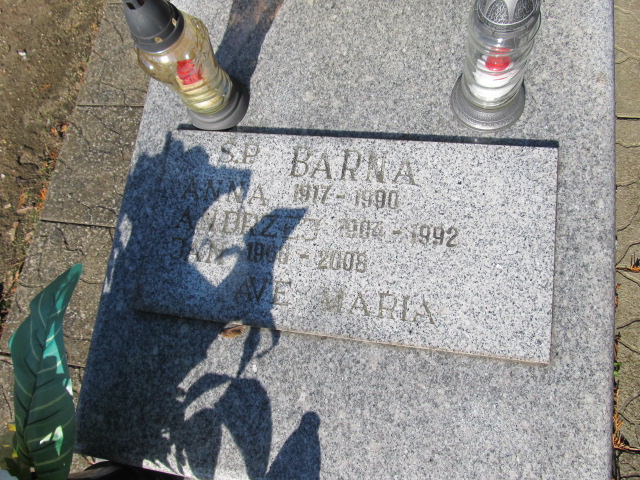 S.P. BARNA
ANNA 1917-1990
ANDRZEJ 1904-1992
JAN - 2008
AVE MARIA